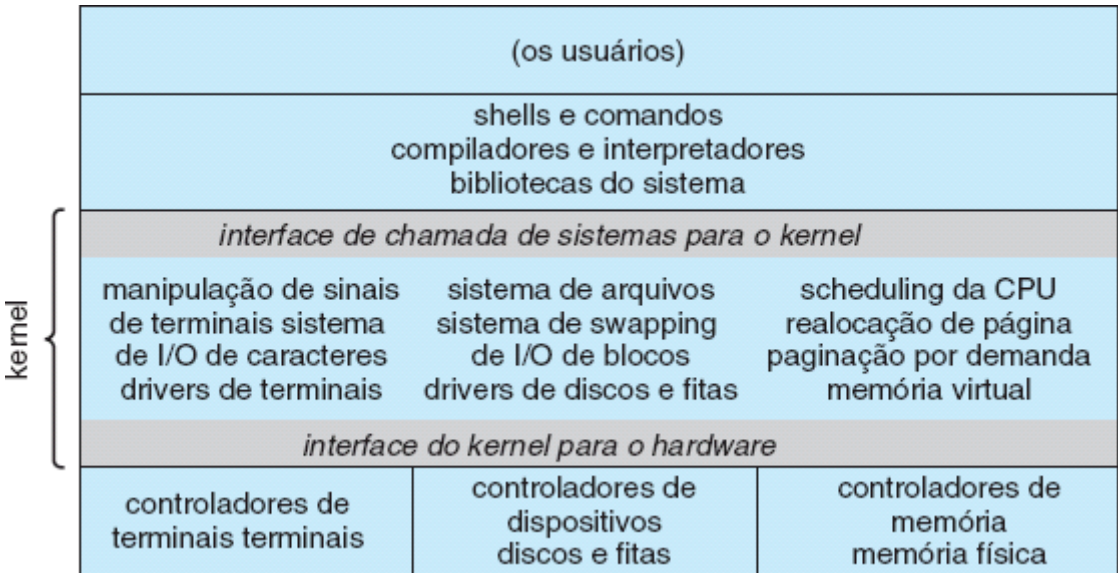 (os usuários)
shells e comandos
compiladores e interpretadores
bibliotecas do sistema
kernel
interface de chamada de sistemas para o kernel
manipulação de sinais
de terminais sistema
de I/O de caracteres
drivers de terminais
sistema de arquivos
sistema de swapping
de I/O de blocos
drivers de discos e fitas
scheduling da CPU
realocação de página
paginação por demanda
memória virtual
interface do kernel para o hardware
controladores de
terminais terminais
controladores de
dispositivos
discos e fitas
controladores de
memória
memória física